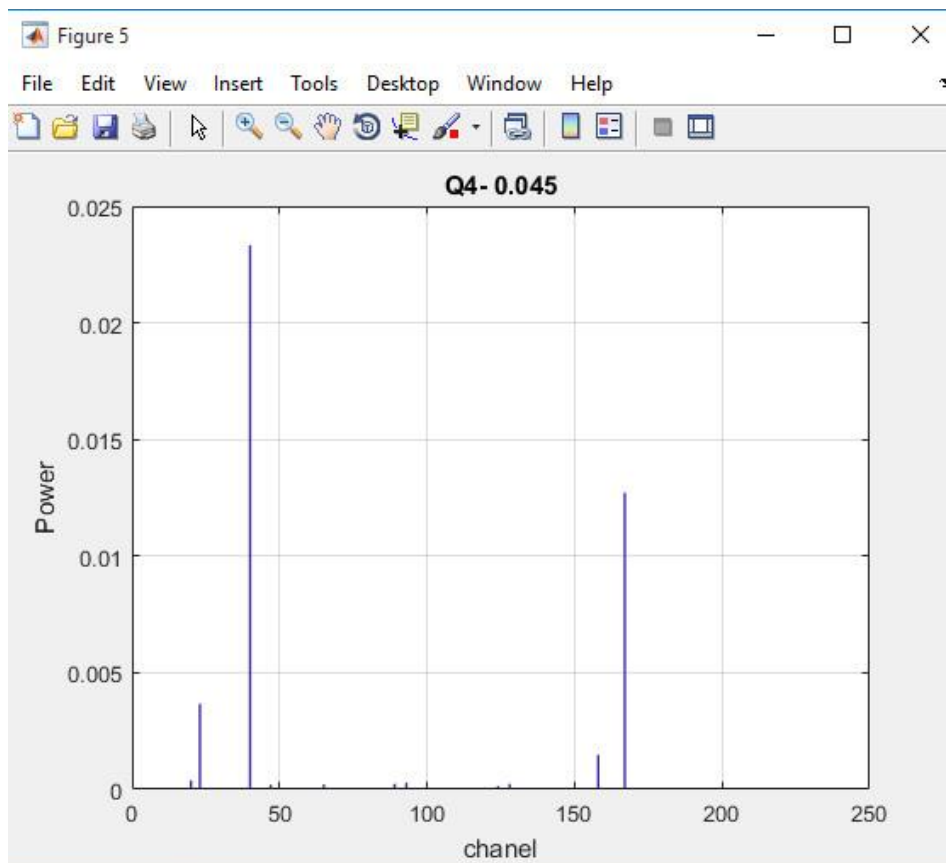 Figure 5
File Edit View Insert Tools Desktop Window Help
Q4- 0.045
0.025
0.02
0.015
0.01
0.005
0
Power
0 50 100 150 200 250
chanel